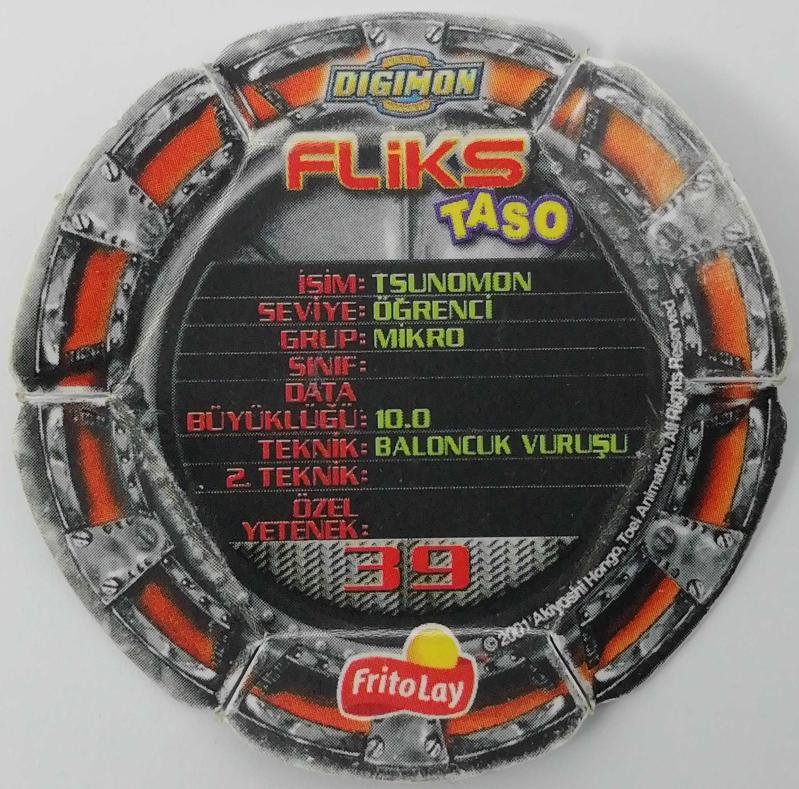 DIGIMON
FLiKS
TASO
İSİM: TSUNOMON
SEVİYE: ÖĞRENCİ
GRUP: MİKRO
SINIF:
DATA
BÜYÜKLÜĞÜ: 10.0
TEKNİK: BALONCUK VURUŞU
2. TEKNİK:
ÖZEL
YETENEK:
39
© 2001 Akiyoshi Hongo, Toei Animation. All Rights Reserved
FritoLay